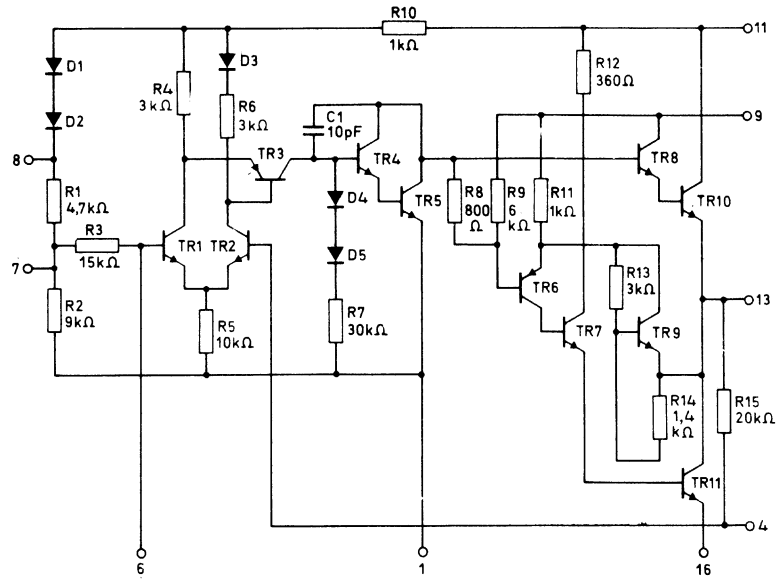 R10
1kΩ
11
D1
D3
R12
360Ω
R4
3kΩ
R6
3kΩ
D2
C1
10pF
9
8
TR3
TR4
TR8
R1
4,7kΩ
D4
TR5
R8
800
Ω
R9
6
kΩ
R11
1kΩ
TR10
R3
15kΩ
TR1
TR2
D5
7
TR6
R13
3kΩ
13
R2
9kΩ
R5
10kΩ
R7
30kΩ
TR7
TR9
R14
1,4
kΩ
R15
20kΩ
TR11
4
6
1
16